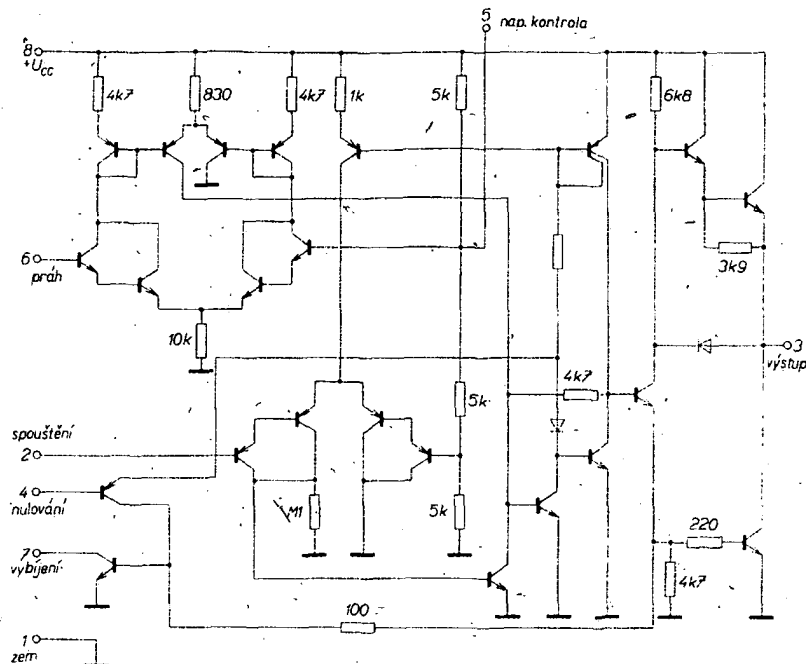 5
nap. kontrola
8
+Ucc
4k7
830
4k7
1k
5k
6k8
6
práh
10k
3k9
3
výstup
5k
4k7
spouštění
2
4
nulování
M1
5k
220
7
vybíjení
4k7
100
1
zem